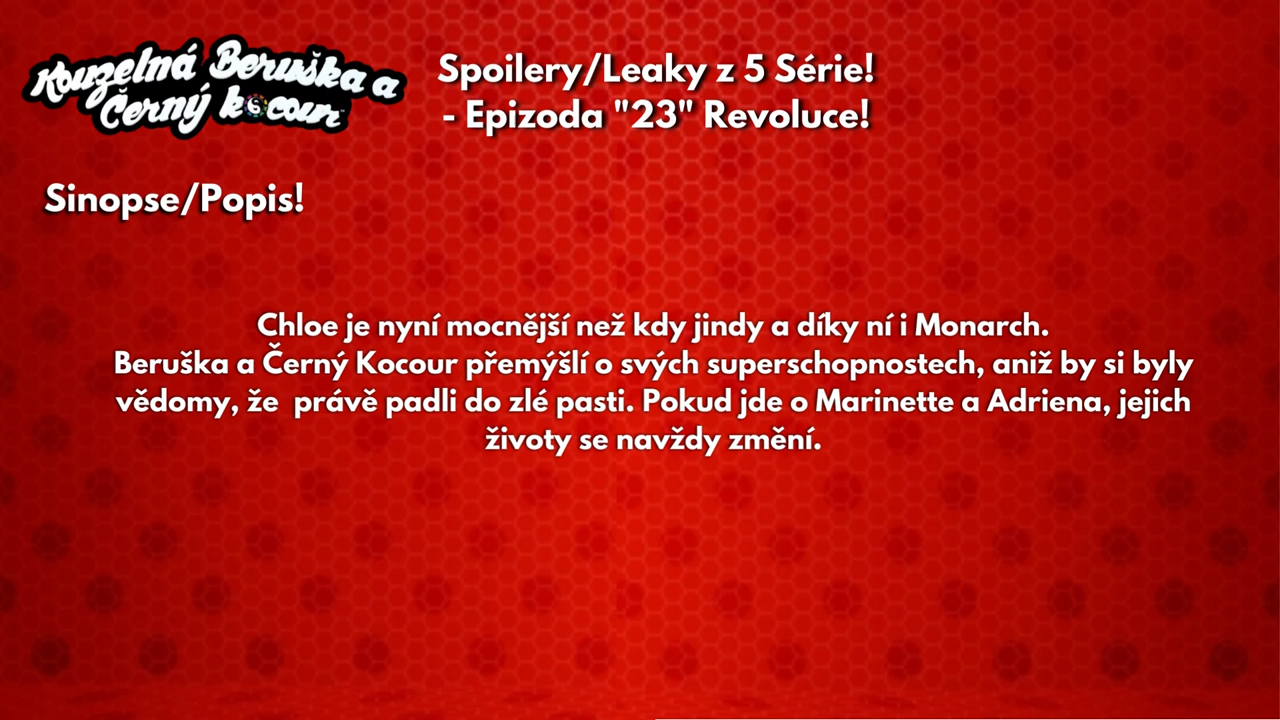 Kouzelná Beruška a
Černý kocour
Spoilery/Leaky z 5 Série!
- Epizoda "23" Revoluce!
Sinopse/Popis!
Chloe je nyní mocnější než kdy jindy a díky ní i Monarch.
Beruška a Černý Kocour přemýšlí o svých superschopnostech, aniž by si byly
vědomy, že  právě padli do zlé pasti. Pokud jde o Marinette a Adriena, jejich
životy se navždy změní.